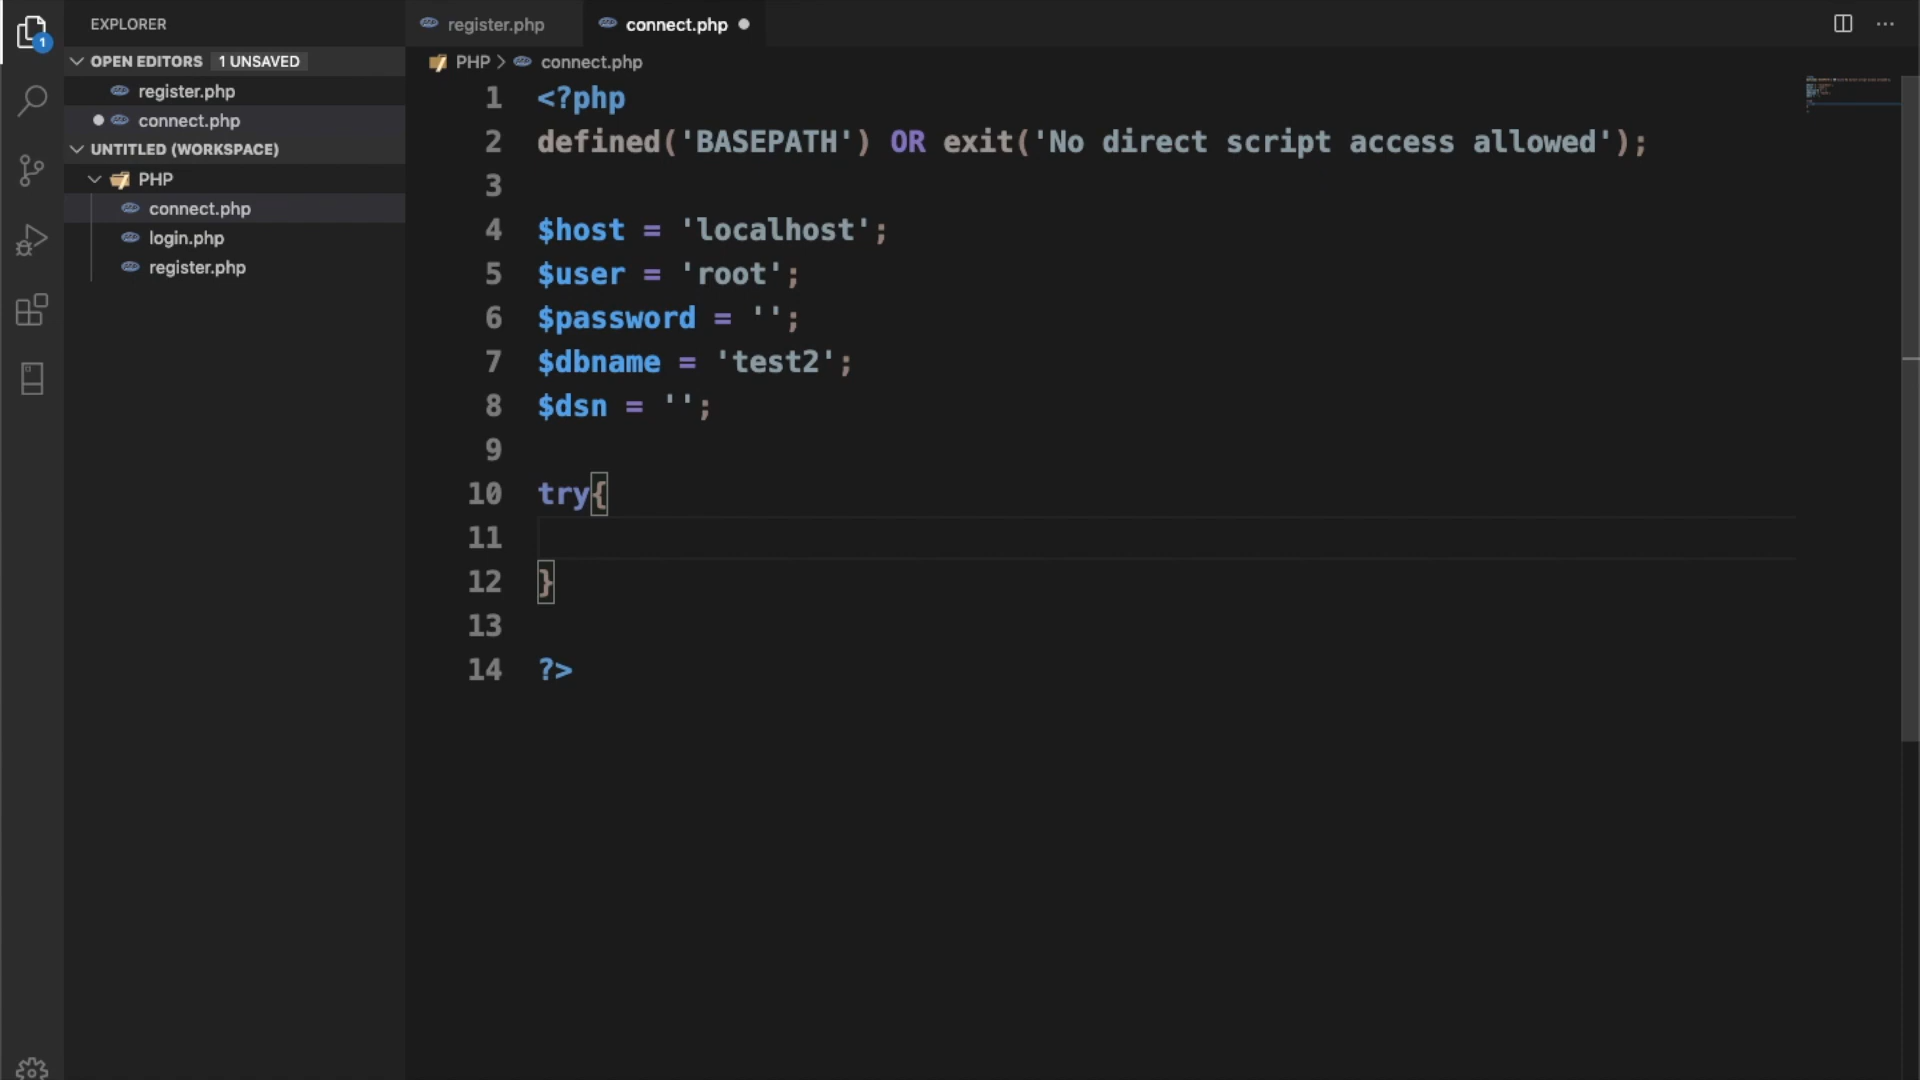 EXPLORER
OPEN EDITORS 1 UNSAVED
register.php
connect.php
UNTITLED (WORKSPACE)
PHP
connect.php
login.php
register.php
1
register.php
connect.php
PHP > connect.php
1 <?php
2 defined('BASEPATH') OR exit('No direct script access allowed');
3
4 $host = 'localhost';
5 $user = 'root';
6 $password = '';
7 $dbname = 'test2';
8 $dsn = '';
9
10 try{
11
12 }
13
14 ?>